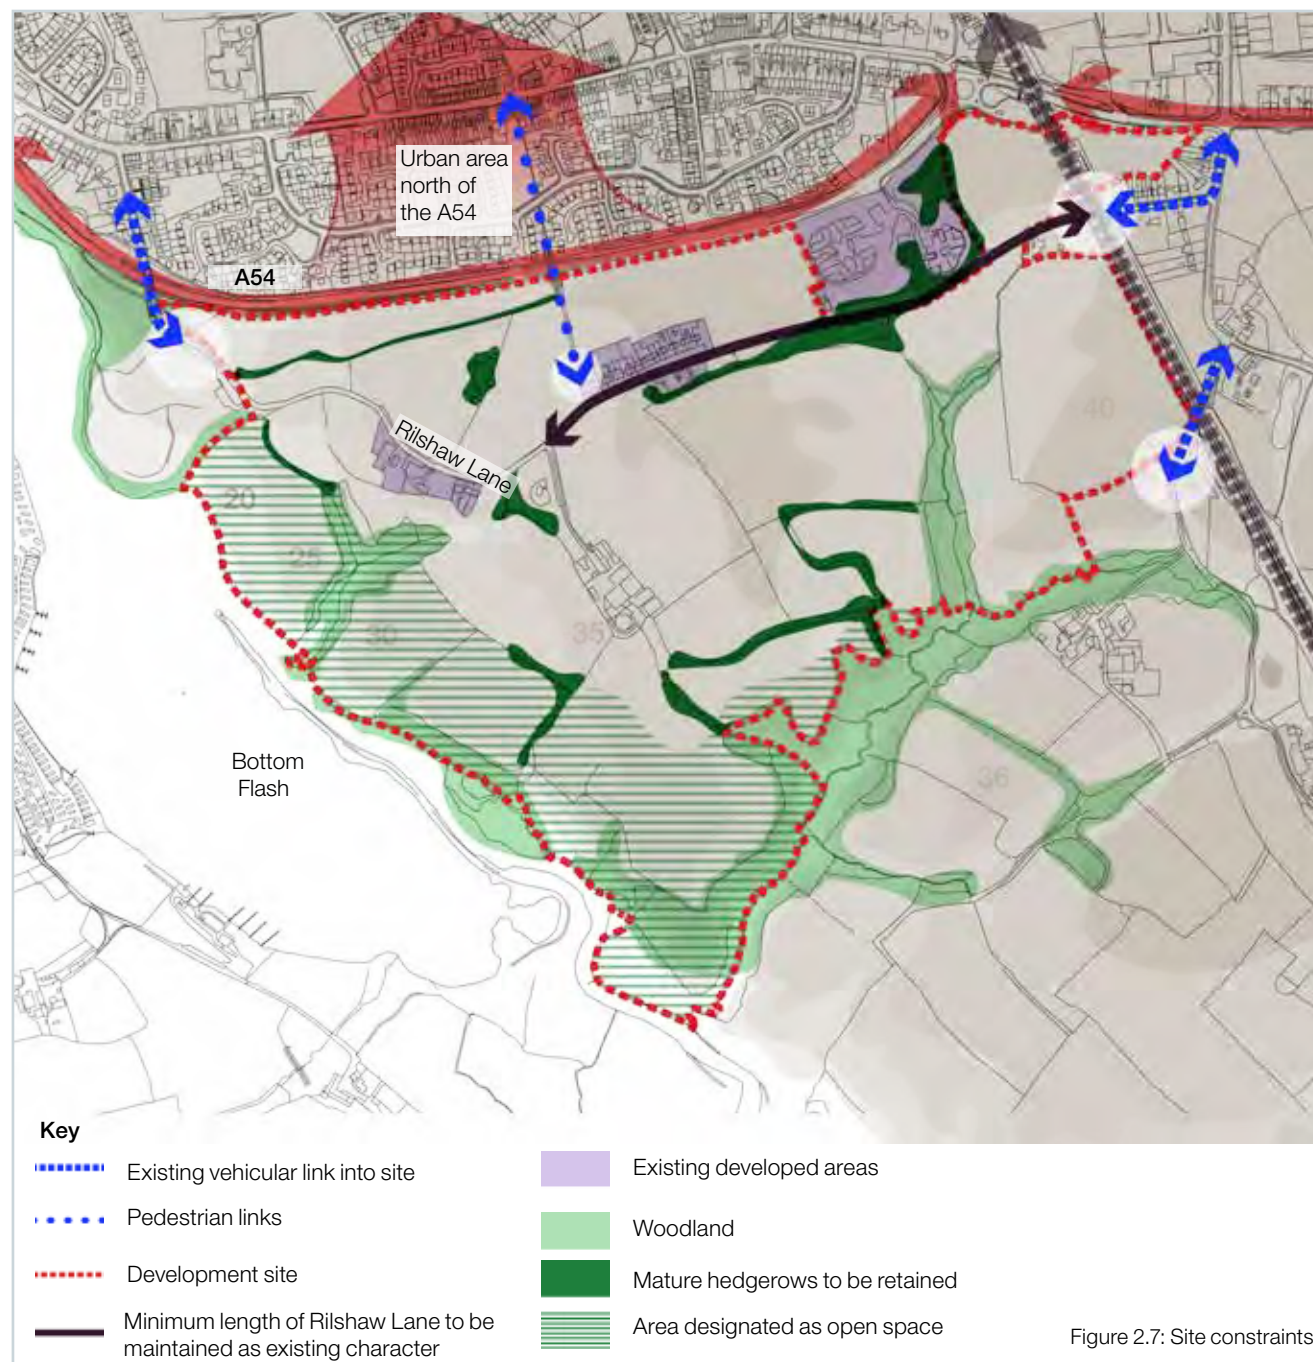 Urban area
north of
the A54
A54
Rilshaw Lane
40
20
25
30
35
36
Bottom
Flash
Key
Existing vehicular link into site
Pedestrian links
Development site
Minimum length of Rilshaw Lane to be
maintained as existing character
Existing developed areas
Woodland
Mature hedgerows to be retained
Area designated as open space
Figure 2.7: Site constraints